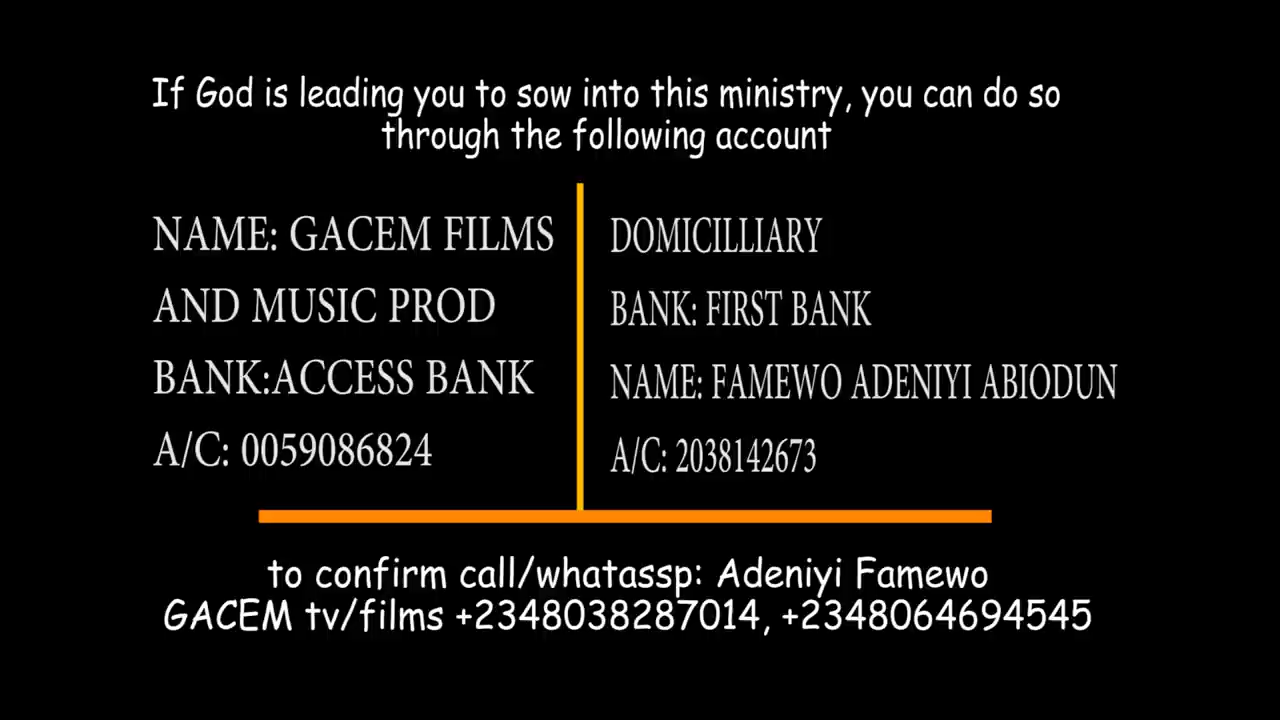 If God is leading you to sow into this ministry, you can do so
through the following account
NAME: GACEM FILMS
AND MUSIC PROD
BANK:ACCESS BANK
A/C: 0059086824
DOMICILLIARY
BANK: FIRST BANK
NAME: FAMEWO ADENIYI ABIODUN
A/C: 2038142673
to confirm call/whatassp: Adeniyi Famewo
GACEM tv/films +2348038287014, +2348064694545